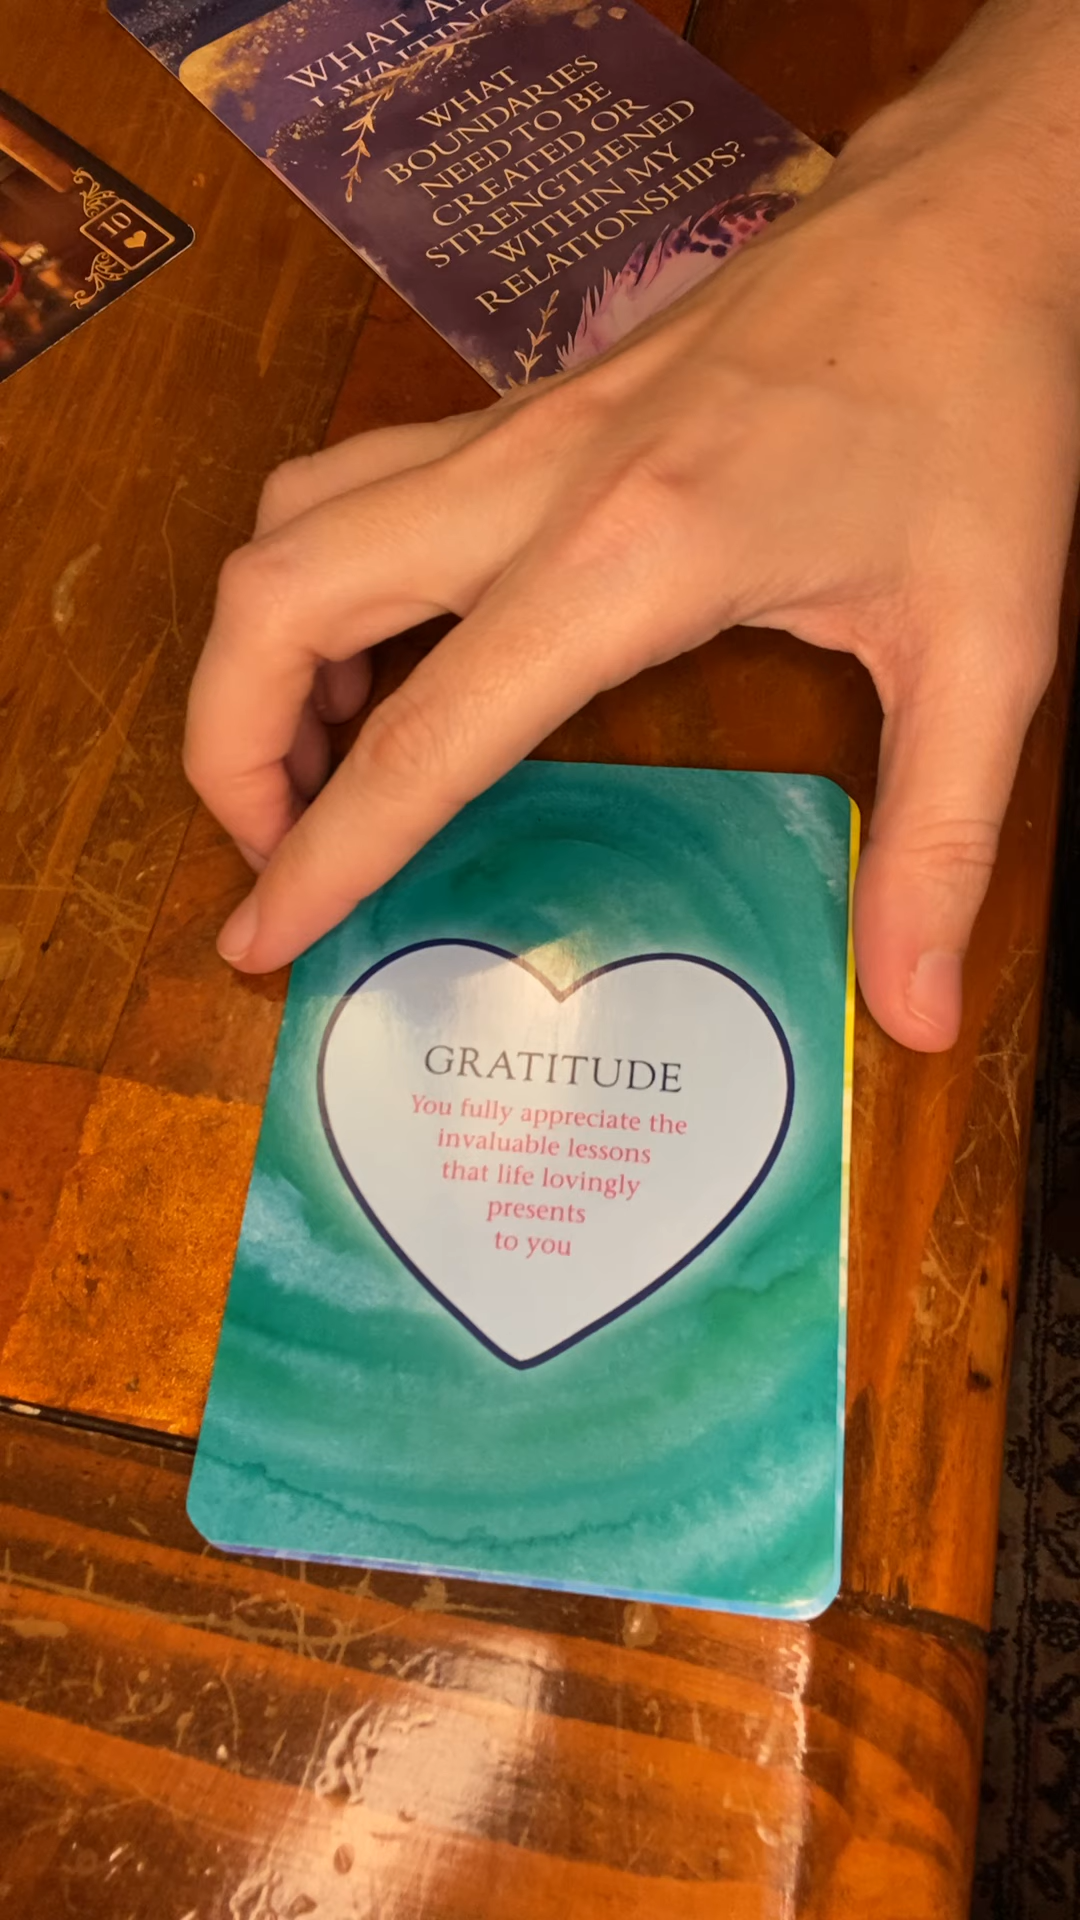 WHAT A
I WAITING
WHAT
BOUNDARIES
NEED TO BE
CREATED OR
STRENGTHENED
WITHIN MY
RELATIONSHIPS?
10
GRATITUDE
You fully appreciate the
invaluable lessons
that life lovingly
presents
to you